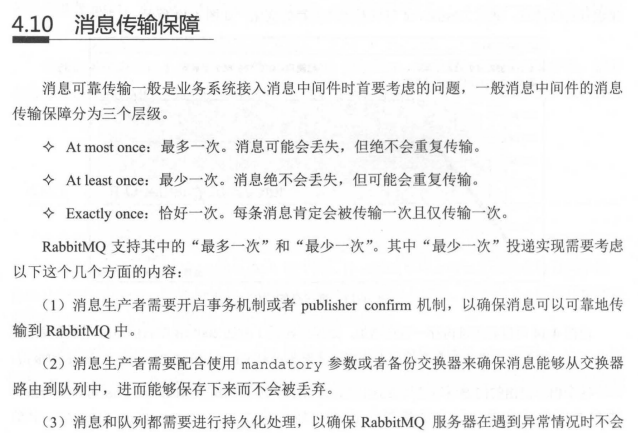 4.10 消息传输保障
消息可靠传输一般是业务系统接入消息中间件时首要考虑的问题，一般消息中间件的消息
传输保障分为三个层级。
✧ At most once：最多一次。消息可能会丢失，但绝不会重复传输。
✧ At least once：最少一次。消息绝不会丢失，但可能会重复传输。
✧ Exactly once：恰好一次。每条消息肯定会被传输一次且仅传输一次。
RabbitMQ 支持其中的“最多一次”和“最少一次”。其中“最少一次”投递实现需要考虑
以下这个几个方面的内容：
（1）消息生产者需要开启事务机制或者 publisher confirm 机制，以确保消息可以可靠地传
输到 RabbitMQ 中。
（2）消息生产者需要配合使用 mandatory 参数或者备份交换器来确保消息能够从交换器
路由到队列中，进而能够保存下来而不会被丢弃。
（3）消息和队列都需要进行持久化处理，以确保 RabbitMQ 服务器在遇到异常情况时不会